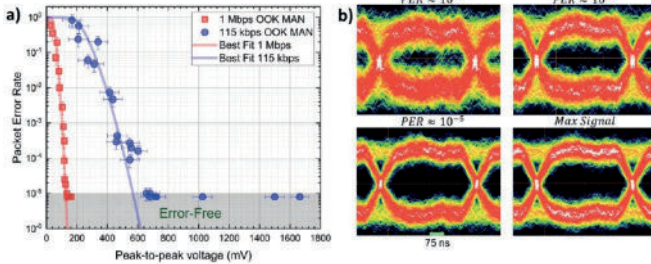 a)
10⁰
10⁻¹
10⁻²
10⁻³
10⁻⁴
10⁻⁵
Packet Error Rate
1 Mbps OOK MAN
115 kbps OOK MAN
Best Fit 1 Mbps
Best Fit 115 kbps
Error-Free
0 200 400 600 800 1000 1200 1400 1600 1800
Peak-to-peak voltage (mV)
b)
PER ≈ 10⁻⁵
Max Signal
75 ns